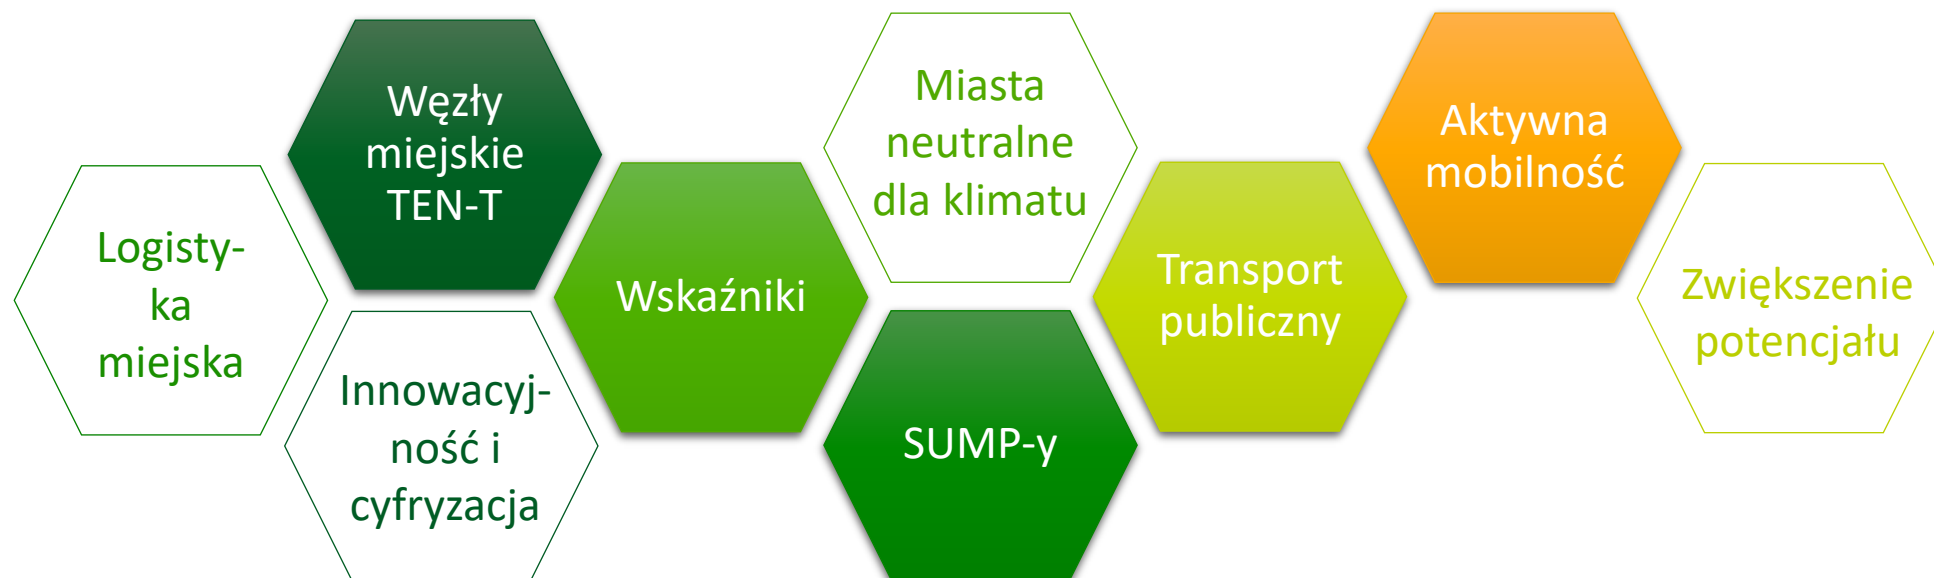 Logisty-
ka
miejska
Węzły
miejskie
TEN-T
Innowacyj-
ność i
cyfryzacja
Wskaźniki
Miasta
neutralne
dla klimatu
SUMP-y
Transport
publiczny
Aktywna
mobilność
Zwiększenie
potencjału